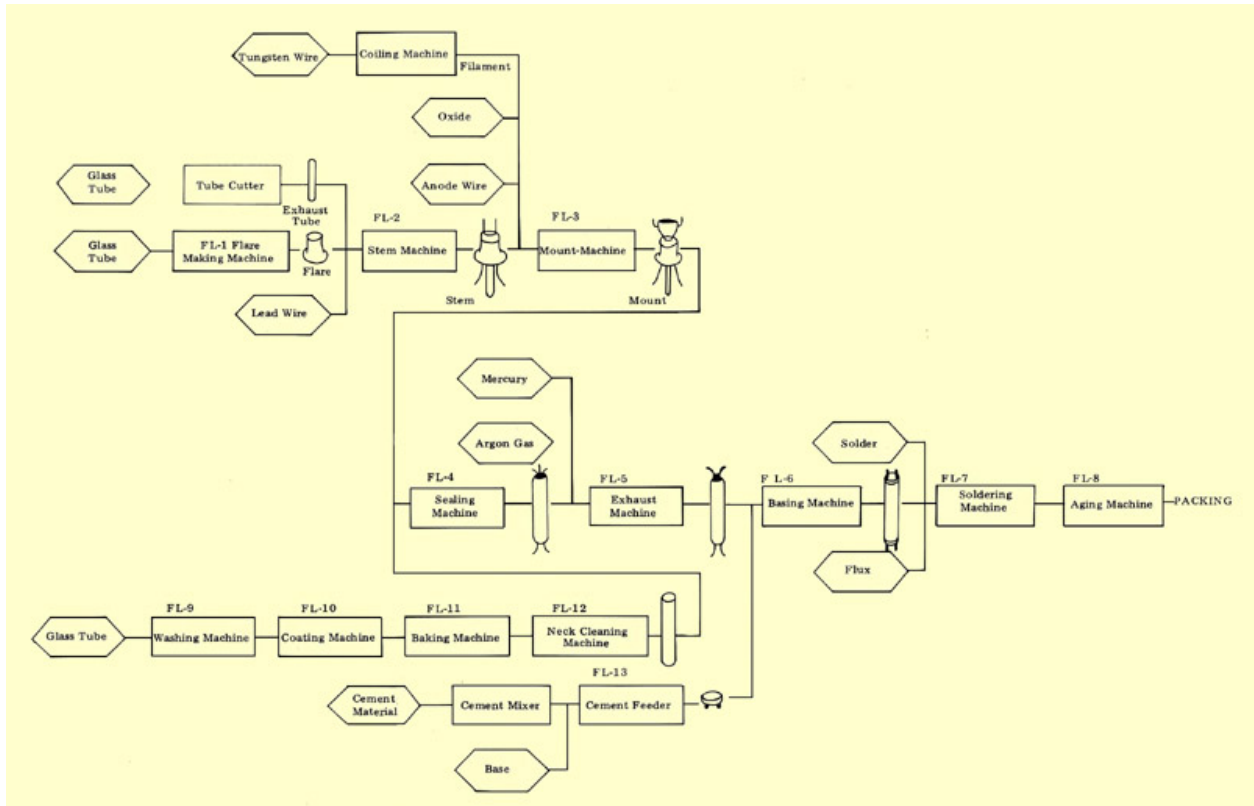 Tungsten Wire
Coiling Machine
Filament
Oxide
Glass
Tube
Tube Cutter
Anode Wire
Exhaust
Tube
FL-2
FL-3
Glass
Tube
FL-1 Flare
Making Machine
Flare
Stem Machine
Mount-Machine
Stem
Mount
Lead Wire
Mercury
Argon Gas
Solder
FL-4
FL-5
F L-6
FL-7
FL-8
Sealing
Machine
Exhaust
Machine
Basing Machine
Soldering
Machine
Aging Machine
PACKING
Flux
FL-9
FL-10
FL-11
FL-12
Glass Tube
Washing Machine
Coating Machine
Baking Machine
Neck Cleaning
Machine
FL-13
Cement
Material
Cement Mixer
Cement Feeder
Base